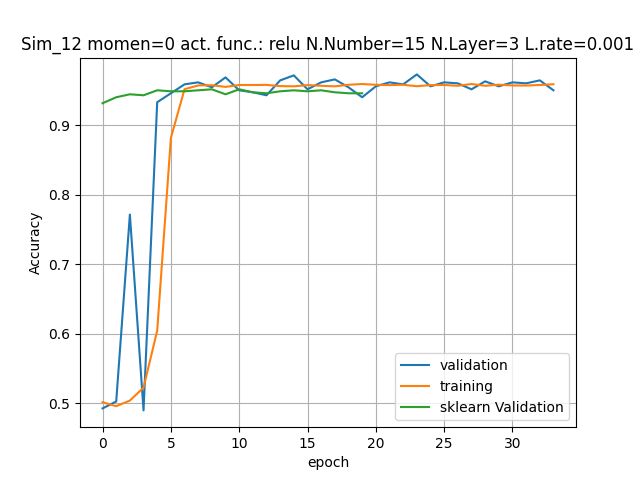 Sim_12 momen=0 act. func.: relu N.Number=15 N.Layer=3 L.rate=0.001
0.9
0.8
0.7
0.6
0.5
Accuracy
validation
training
sklearn Validation
0 5 10 15 20 25 30
epoch